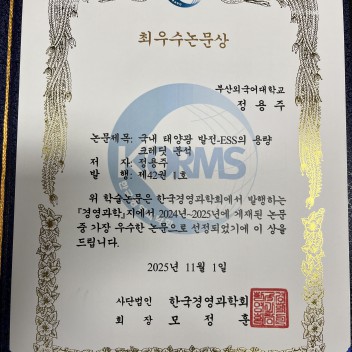 최우수논문상
부산외국어대학교
정용주
논문제목: 국내 태양광 발전-ESS의 용량
크레딧 분석
저 자: 정용주
발 행: 제42권 1호
위 학술논문은 한국경영과학회에서 발행하는
『경영과학』지에서 2024년~2025년에 게재된 논문
중 가장 우수한 논문으로 선정되었기에 이 상을
드립니다.
2025년 11월 1일
사단법인 한국경영과학회
회 장 모정훈